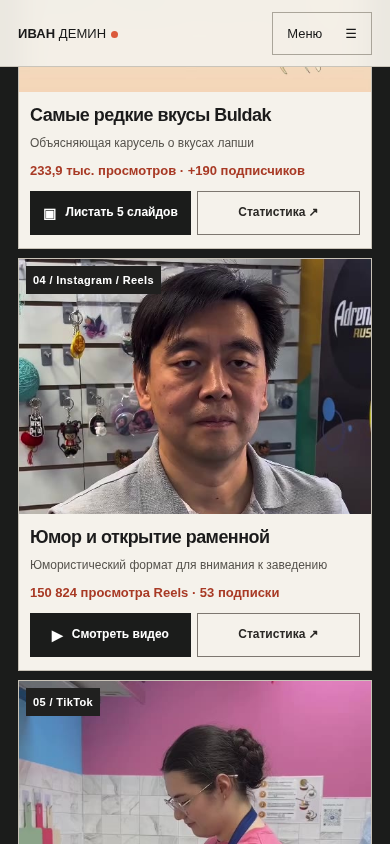 ИВАН ДЕМИН
Меню ☰
Самые редкие вкусы Buldak
Объясняющая карусель о вкусах лапши
233,9 тыс. просмотров · +190 подписчиков
Листать 5 слайдов
Статистика ↗
04 / Instagram / Reels
Юмор и открытие раменной
Юмористический формат для внимания к заведению
150 824 просмотра Reels · 53 подписки
▶ Смотреть видео
Статистика ↗
05 / TikTok